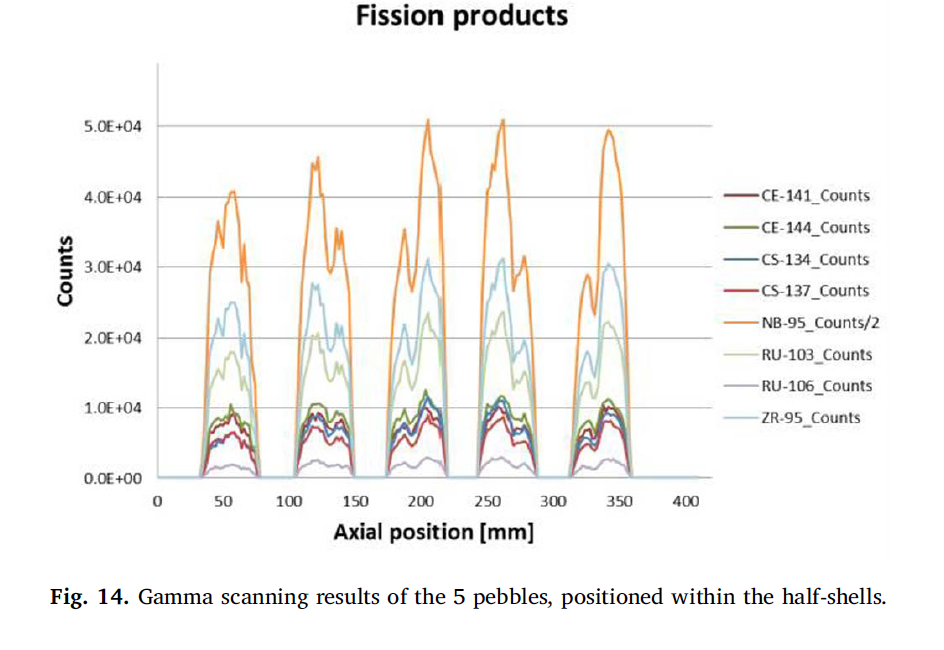 Fission products
5.0E+04
4.0E+04
3.0E+04
2.0E+04
1.0E+04
0.0E+00
Counts
0 50 100 150 200 250 300 350 400
Axial position [mm]
CE-141_Counts
CE-144_Counts
CS-134_Counts
CS-137_Counts
NB-95_Counts/2
RU-103_Counts
RU-106_Counts
ZR-95_Counts
Fig. 14. Gamma scanning results of the 5 pebbles, positioned within the half-shells.